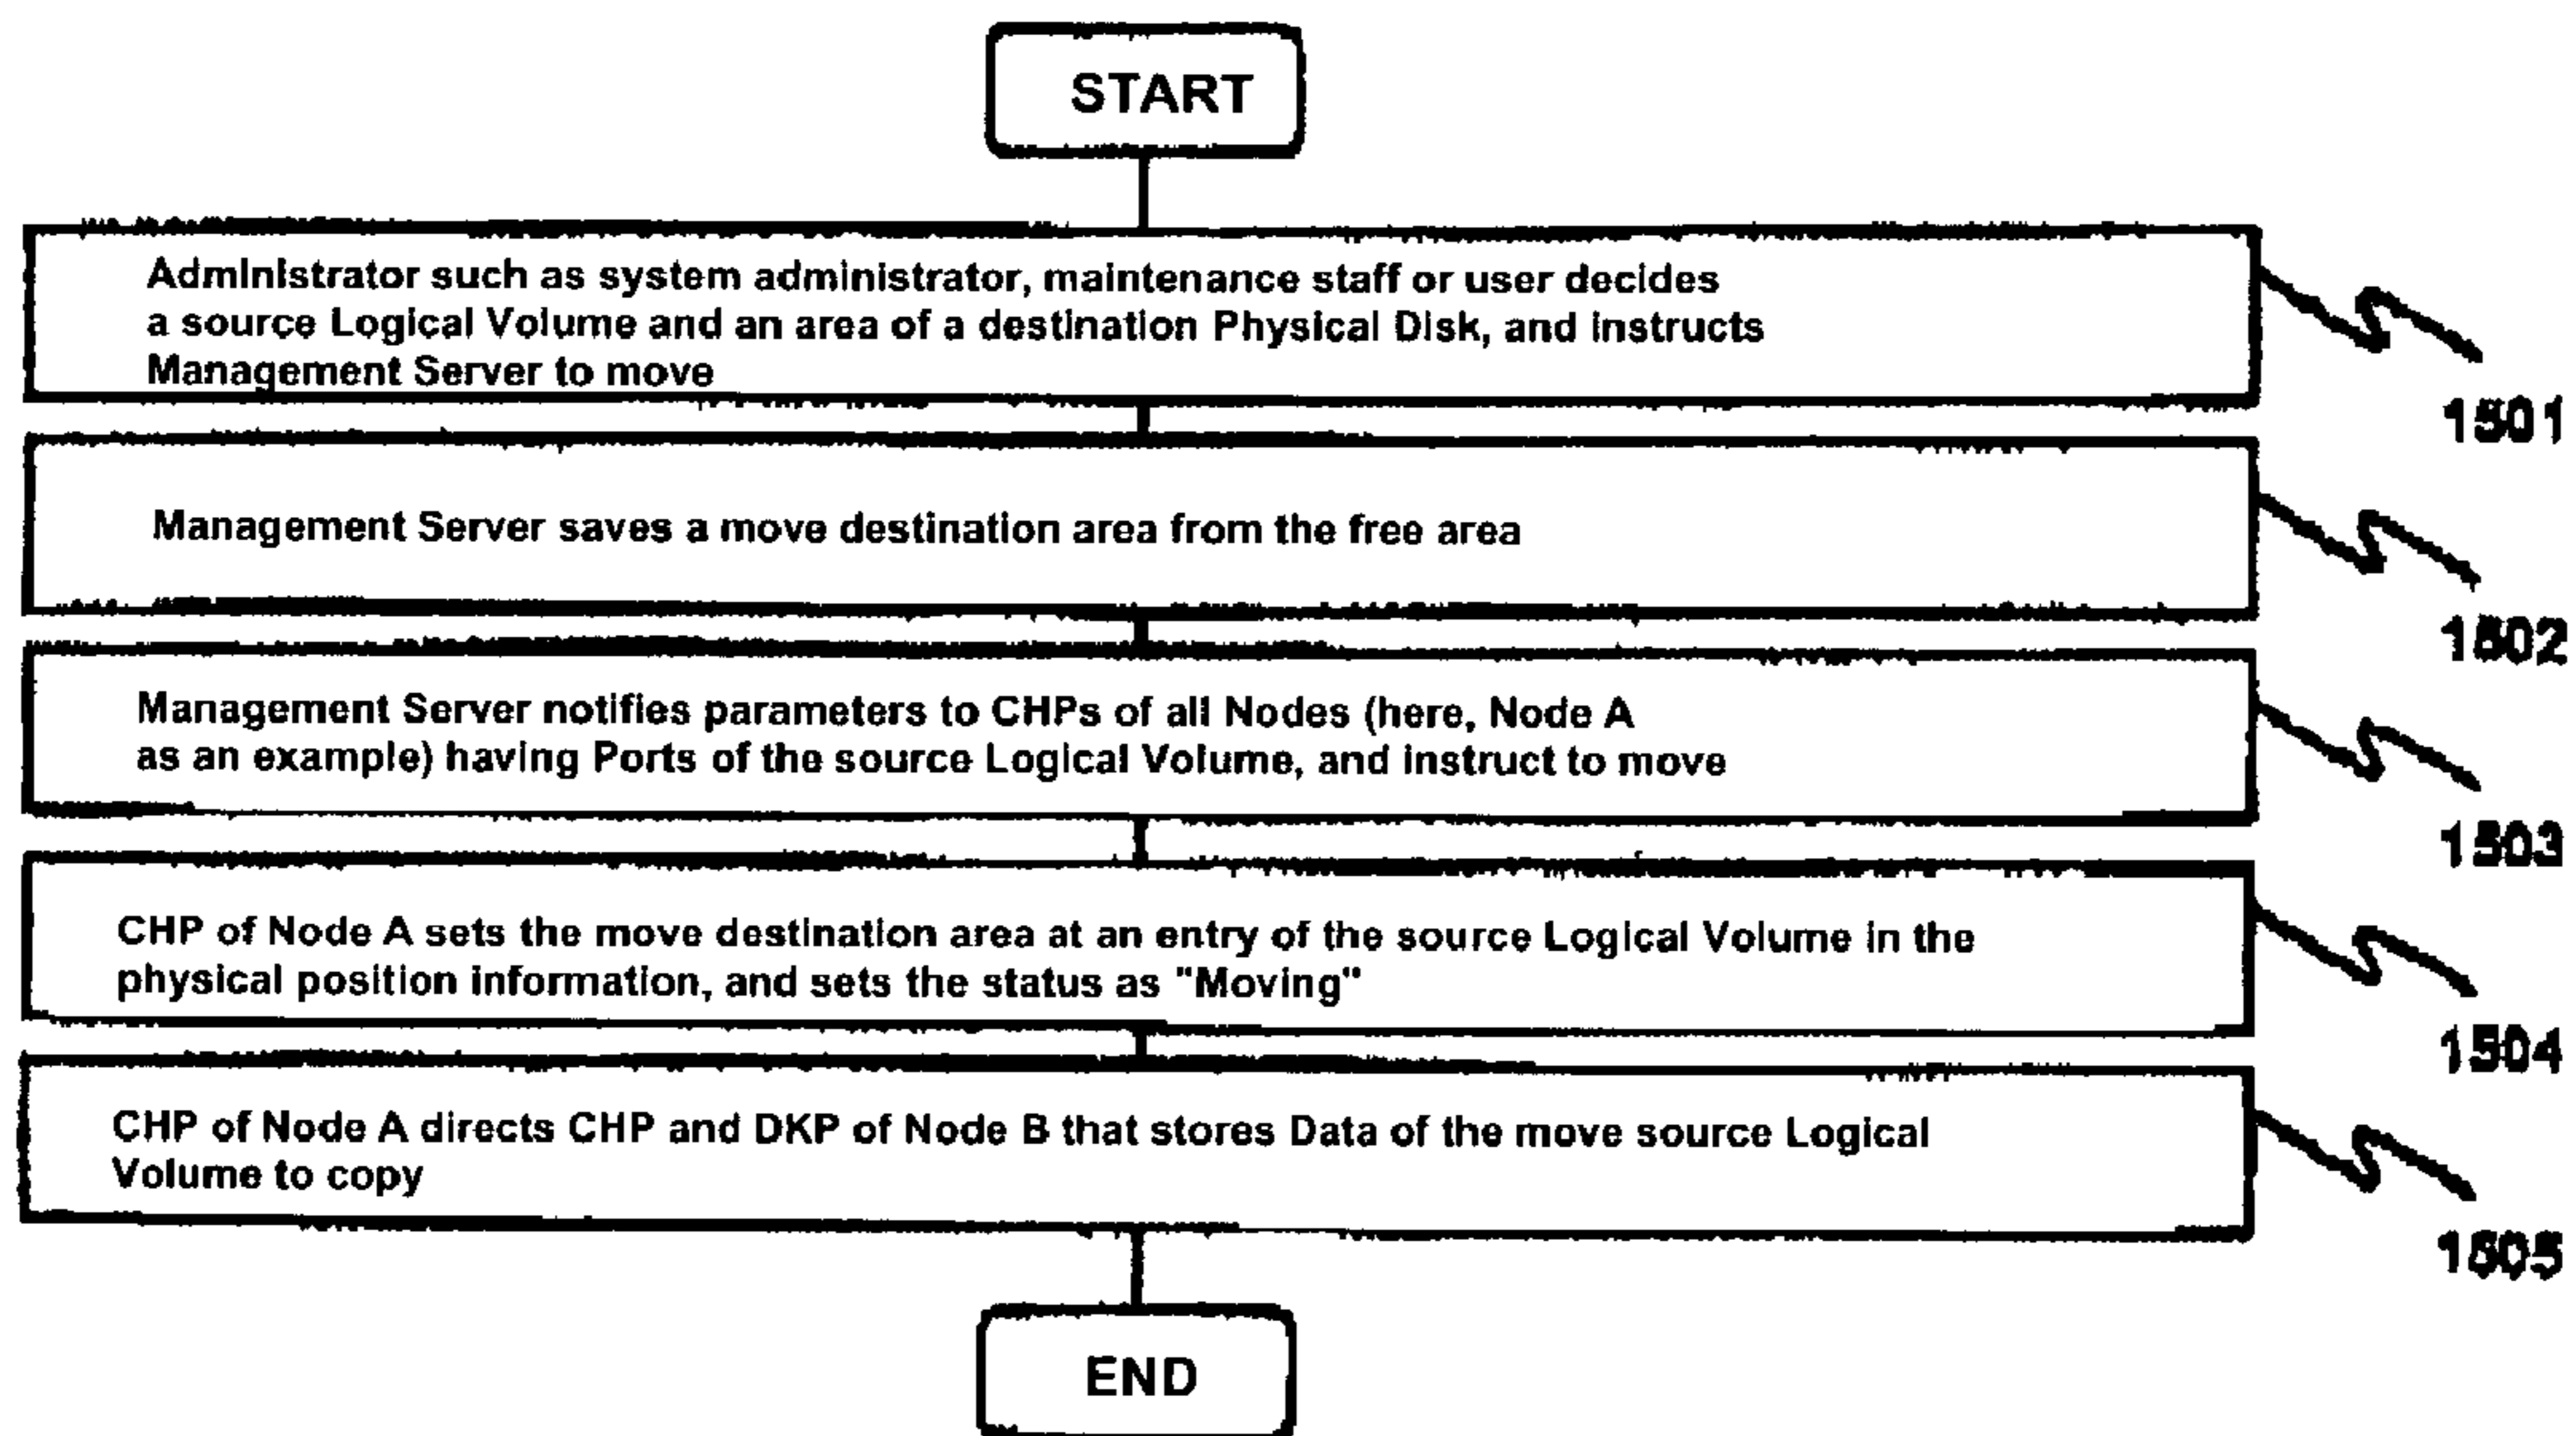 START
Administrator such as system administrator, maintenance staff or user decides
a source Logical Volume and an area of a destination Physical Disk, and instructs
Management Server to move
1501
Management Server saves a move destination area from the free area
1502
Management Server notifies parameters to CHPs of all Nodes (here, Node A
as an example) having Ports of the source Logical Volume, and instruct to move
1503
CHP of Node A sets the move destination area at an entry of the source Logical Volume in the
physical position information, and sets the status as "Moving"
1504
CHP of Node A directs CHP and DKP of Node B that stores Data of the move source Logical
Volume to copy
1505
END